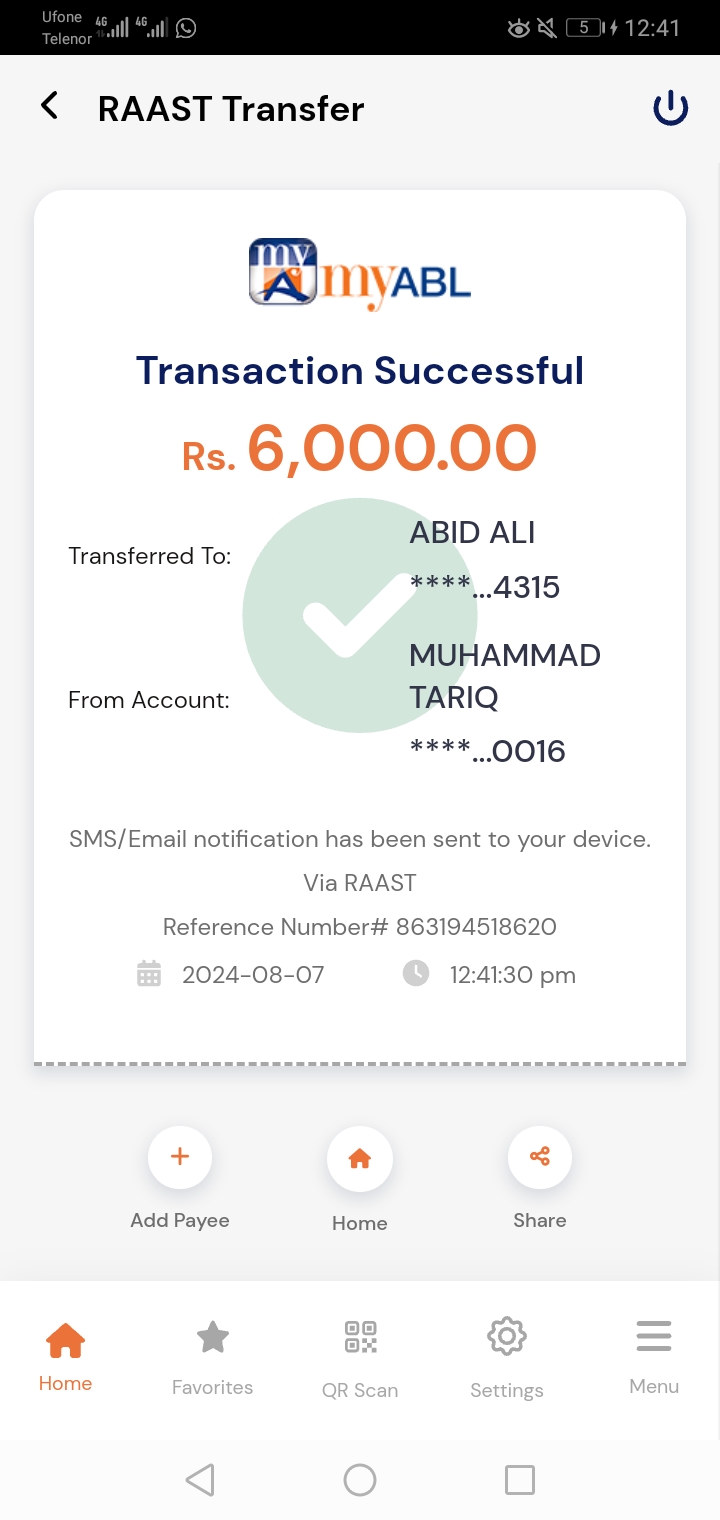 Ufone
Telenor
4G
4G
5
12:41
RAAST Transfer
my
A
myABL
Transaction Successful
Rs. 6,000.00
Transferred To:
ABID ALI
****...4315
From Account:
MUHAMMAD
TARIQ
****...0016
SMS/Email notification has been sent to your device.
Via RAAST
Reference Number# 863194518620
2024-08-07
12:41:30 pm
Add Payee
Home
Share
Home
Favorites
QR Scan
Settings
Menu